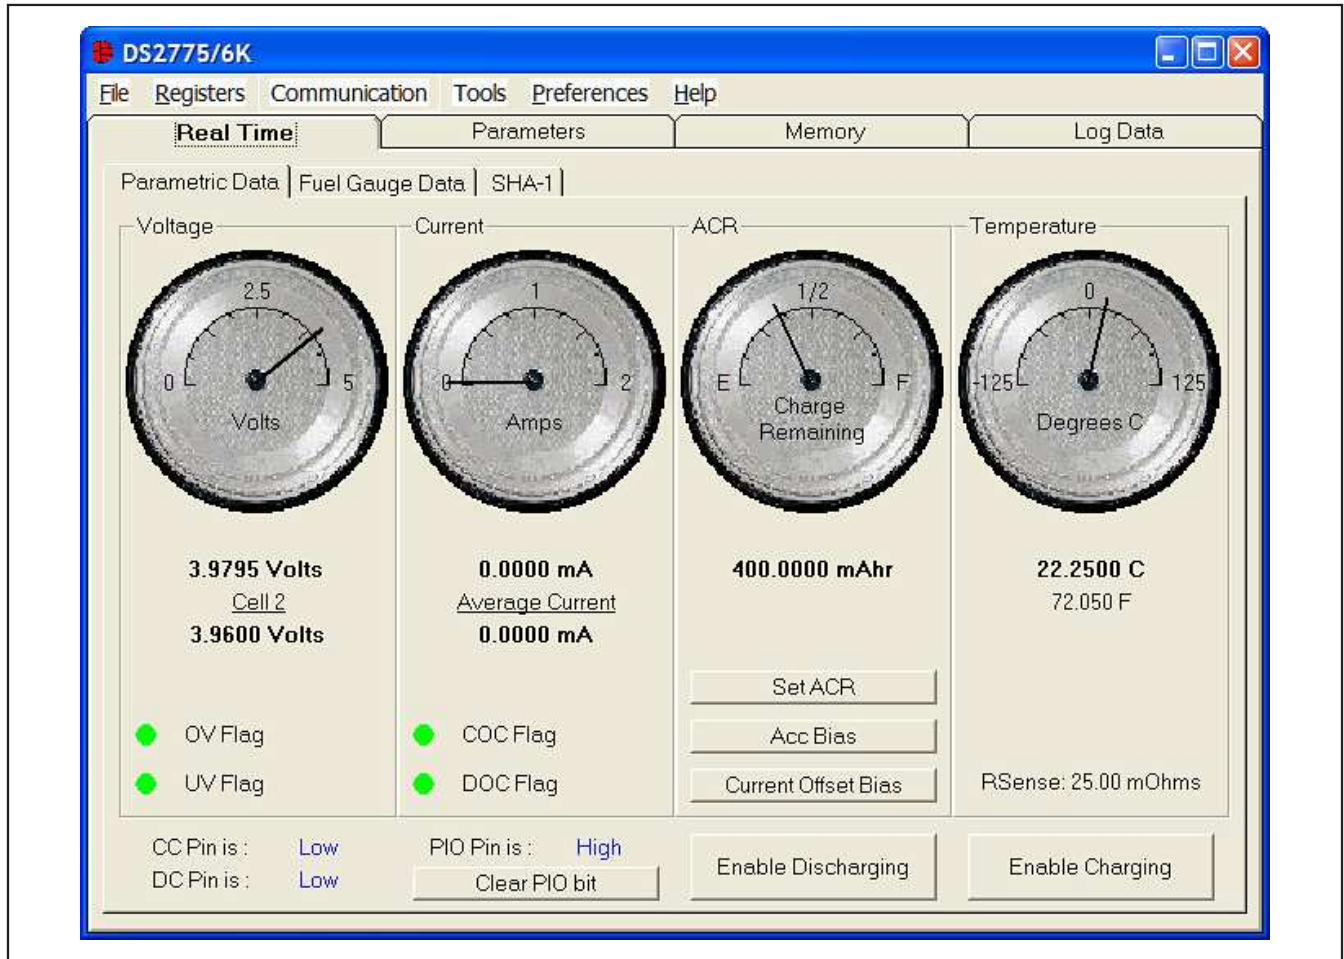 DS2775/6K
File Registers Communication Tools Preferences Help
Real Time Parameters Memory Log Data
Parametric Data Fuel Gauge Data SHA-1
Voltage Current ACR Temperature
2.5 1 1/2 0
0 5 0 2 E F -125 125
Volts Amps Charge Remaining Degrees C
3.9795 Volts 0.0000 mA 400.0000 mAhr 22.2500 C
Cell 2 Average Current 72.050 F
3.9600 Volts 0.0000 mA
Set ACR
OV Flag COC Flag Acc Bias
UV Flag DOC Flag Current Offset Bias RSense: 25.00 mOhms
CC Pin is : Low PIO Pin is : High Enable Discharging Enable Charging
DC Pin is : Low Clear PIO bit